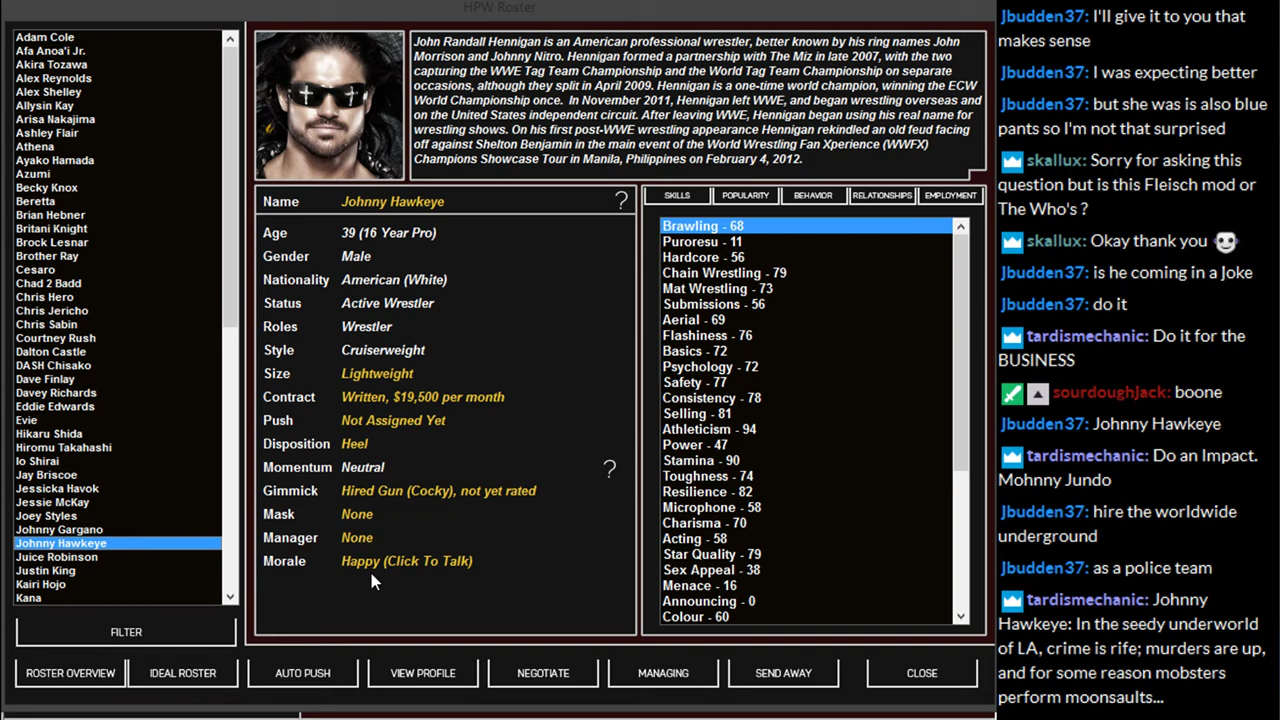 HPW Roster
Adam Cole
Afa Anoa'i Jr.
Akira Tozawa
Alex Reynolds
Alex Shelley
Allysin Kay
Arisa Nakajima
Ashley Flair
Athena
Ayako Hamada
Azumi
Becky Knox
Beretta
Brian Hebner
Britani Knight
Brock Lesnar
Brother Ray
Cesaro
Chad 2 Badd
Chris Hero
Chris Jericho
Chris Sabin
Courtney Rush
Dalton Castle
DASH Chisako
Dave Finlay
Davey Richards
Eddie Edwards
Evie
Hikaru Shida
Hiromu Takahashi
Io Shirai
Jay Briscoe
Jessicka Havok
Jessie McKay
Joey Styles
Johnny Gargano
Johnny Hawkeye
Juice Robinson
Justin King
Kairi Hojo
Kana
FILTER
John Randall Hennigan is an American professional wrestler, better known by his ring names John
Morrison and Johnny Nitro. Hennigan formed a partnership with The Miz in late 2007, with the two
capturing the WWE Tag Team Championship and the World Tag Team Championship on separate
occasions, although they split in April 2009. Hennigan is a one-time world champion, winning the ECW
World Championship once. In November 2011, Hennigan left WWE, and began wrestling overseas and
on the United States independent circuit. After leaving WWE, Hennigan began using his real name for
wrestling shows. On his first post-WWE wrestling appearance Hennigan rekindled an old feud facing
off against Shelton Benjamin in the main event of the World Wrestling Fan Xperience (WWFX)
Champions Showcase Tour in Manila, Philippines on February 4, 2012.
Name Johnny Hawkeye ?
Age 39 (16 Year Pro)
Gender Male
Nationality American (White)
Status Active Wrestler
Roles Wrestler
Style Cruiserweight
Size Lightweight
Contract Written, $19,500 per month
Push Not Assigned Yet
Disposition Heel
Momentum Neutral ?
Gimmick Hired Gun (Cocky), not yet rated
Mask None
Manager None
Morale Happy (Click To Talk)
SKILLS POPULARITY BEHAVIOR RELATIONSHIPS EMPLOYMENT
Brawling - 68
Puroresu - 11
Hardcore - 56
Chain Wrestling - 79
Mat Wrestling - 73
Submissions - 56
Aerial - 69
Flashiness - 76
Basics - 72
Psychology - 72
Safety - 77
Consistency - 78
Selling - 81
Athleticism - 94
Power - 47
Stamina - 90
Toughness - 74
Resilience - 82
Microphone - 58
Charisma - 70
Acting - 58
Star Quality - 79
Sex Appeal - 38
Menace - 16
Announcing - 0
Colour - 60
ROSTER OVERVIEW IDEAL ROSTER AUTO PUSH VIEW PROFILE NEGOTIATE MANAGING SEND AWAY CLOSE
Jbudden37: I'll give it to you that
makes sense
Jbudden37: I was expecting better
Jbudden37: but she was is also blue
pants so I'm not that surprised
skallux: Sorry for asking this
question but is this Fleisch mod or
The Who's ?
skallux: Okay thank you
Jbudden37: is he coming in a Joke
Jbudden37: do it
tardismechanic: Do it for the
BUSINESS
sourdoughjack: boone
Jbudden37: Johnny Hawkeye
tardismechanic: Do an Impact.
Mohnny Jundo
Jbudden37: hire the worldwide
underground
Jbudden37: as a police team
tardismechanic: Johnny
Hawkeye: In the seedy underworld
of LA, crime is rife; murders are up,
and for some reason mobsters
perform moonsaults...